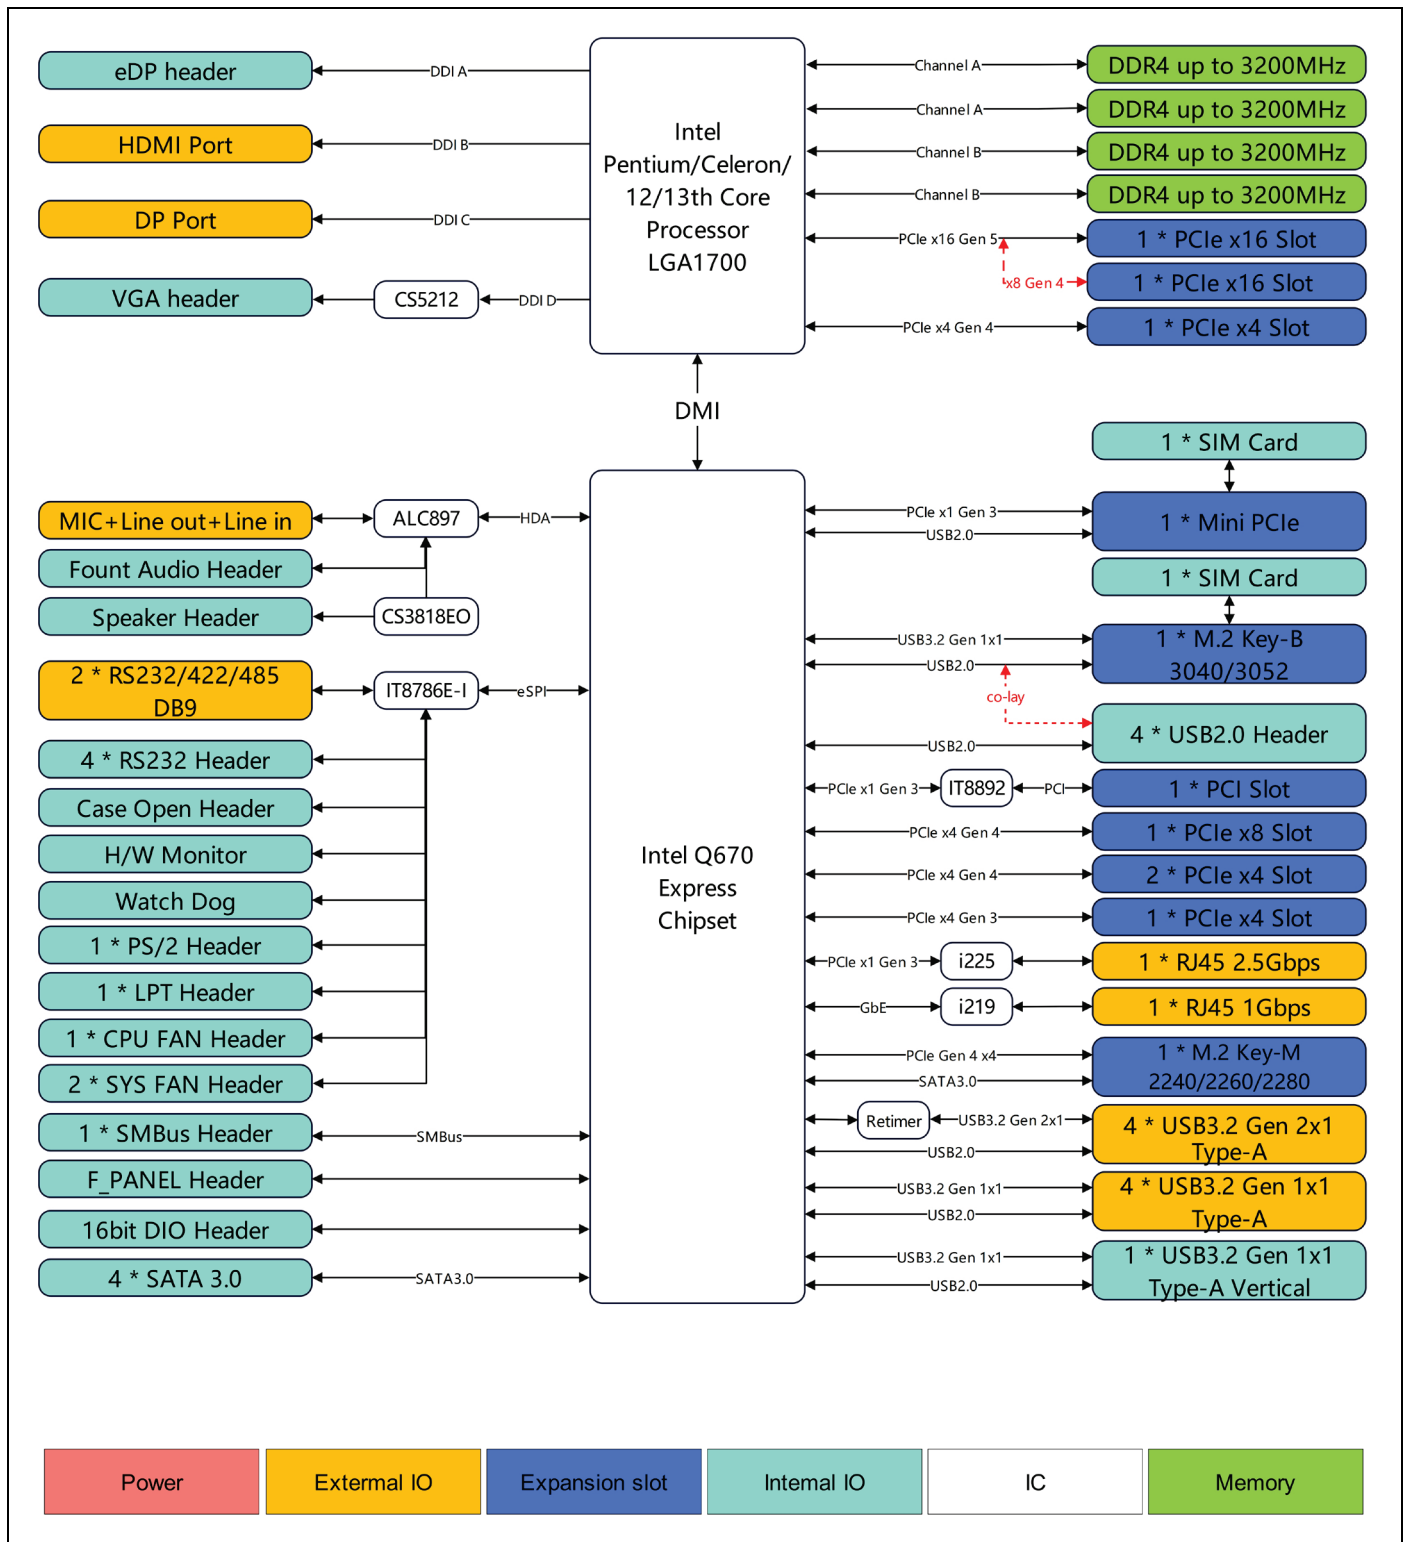 eDP header
DDI A
HDMI Port
DDI B
DP Port
DDI C
VGA header
CS5212
DDI D
Intel
Pentium/Celeron/
12/13th Core
Processor
LGA1700
Channel A
DDR4 up to 3200MHz
Channel A
DDR4 up to 3200MHz
Channel B
DDR4 up to 3200MHz
Channel B
DDR4 up to 3200MHz
PCIe x16 Gen 5
1 * PCIe x16 Slot
x8 Gen 4
1 * PCIe x16 Slot
PCIe x4 Gen 4
1 * PCIe x4 Slot
DMI
MIC+Line out+Line in
ALC897
HDA
Fount Audio Header
Speaker Header
CS3818EO
2 * RS232/422/485
DB9
IT8786E-I
eSPI
4 * RS232 Header
Case Open Header
H/W Monitor
Watch Dog
1 * PS/2 Header
1 * LPT Header
1 * CPU FAN Header
2 * SYS FAN Header
1 * SMBus Header
SMBus
F_PANEL Header
16bit DIO Header
4 * SATA 3.0
SATA3.0
Intel Q670
Express
Chipset
1 * SIM Card
PCIe x1 Gen 3
USB2.0
1 * Mini PCIe
1 * SIM Card
USB3.2 Gen 1x1
USB2.0
1 * M.2 Key-B
3040/3052
co-lay
USB2.0
4 * USB2.0 Header
PCIe x1 Gen 3
IT8892
PCI
1 * PCI Slot
PCIe x4 Gen 4
1 * PCIe x8 Slot
PCIe x4 Gen 4
2 * PCIe x4 Slot
PCIe x4 Gen 3
1 * PCIe x4 Slot
PCIe x1 Gen 3
i225
1 * RJ45 2.5Gbps
GbE
i219
1 * RJ45 1Gbps
PCIe Gen 4 x4
SATA3.0
1 * M.2 Key-M
2240/2260/2280
Retimer
USB3.2 Gen 2x1
USB2.0
4 * USB3.2 Gen 2x1
Type-A
USB3.2 Gen 1x1
USB2.0
4 * USB3.2 Gen 1x1
Type-A
USB3.2 Gen 1x1
USB2.0
1 * USB3.2 Gen 1x1
Type-A Vertical
Power
Extermal IO
Expansion slot
Intemal IO
IC
Memory